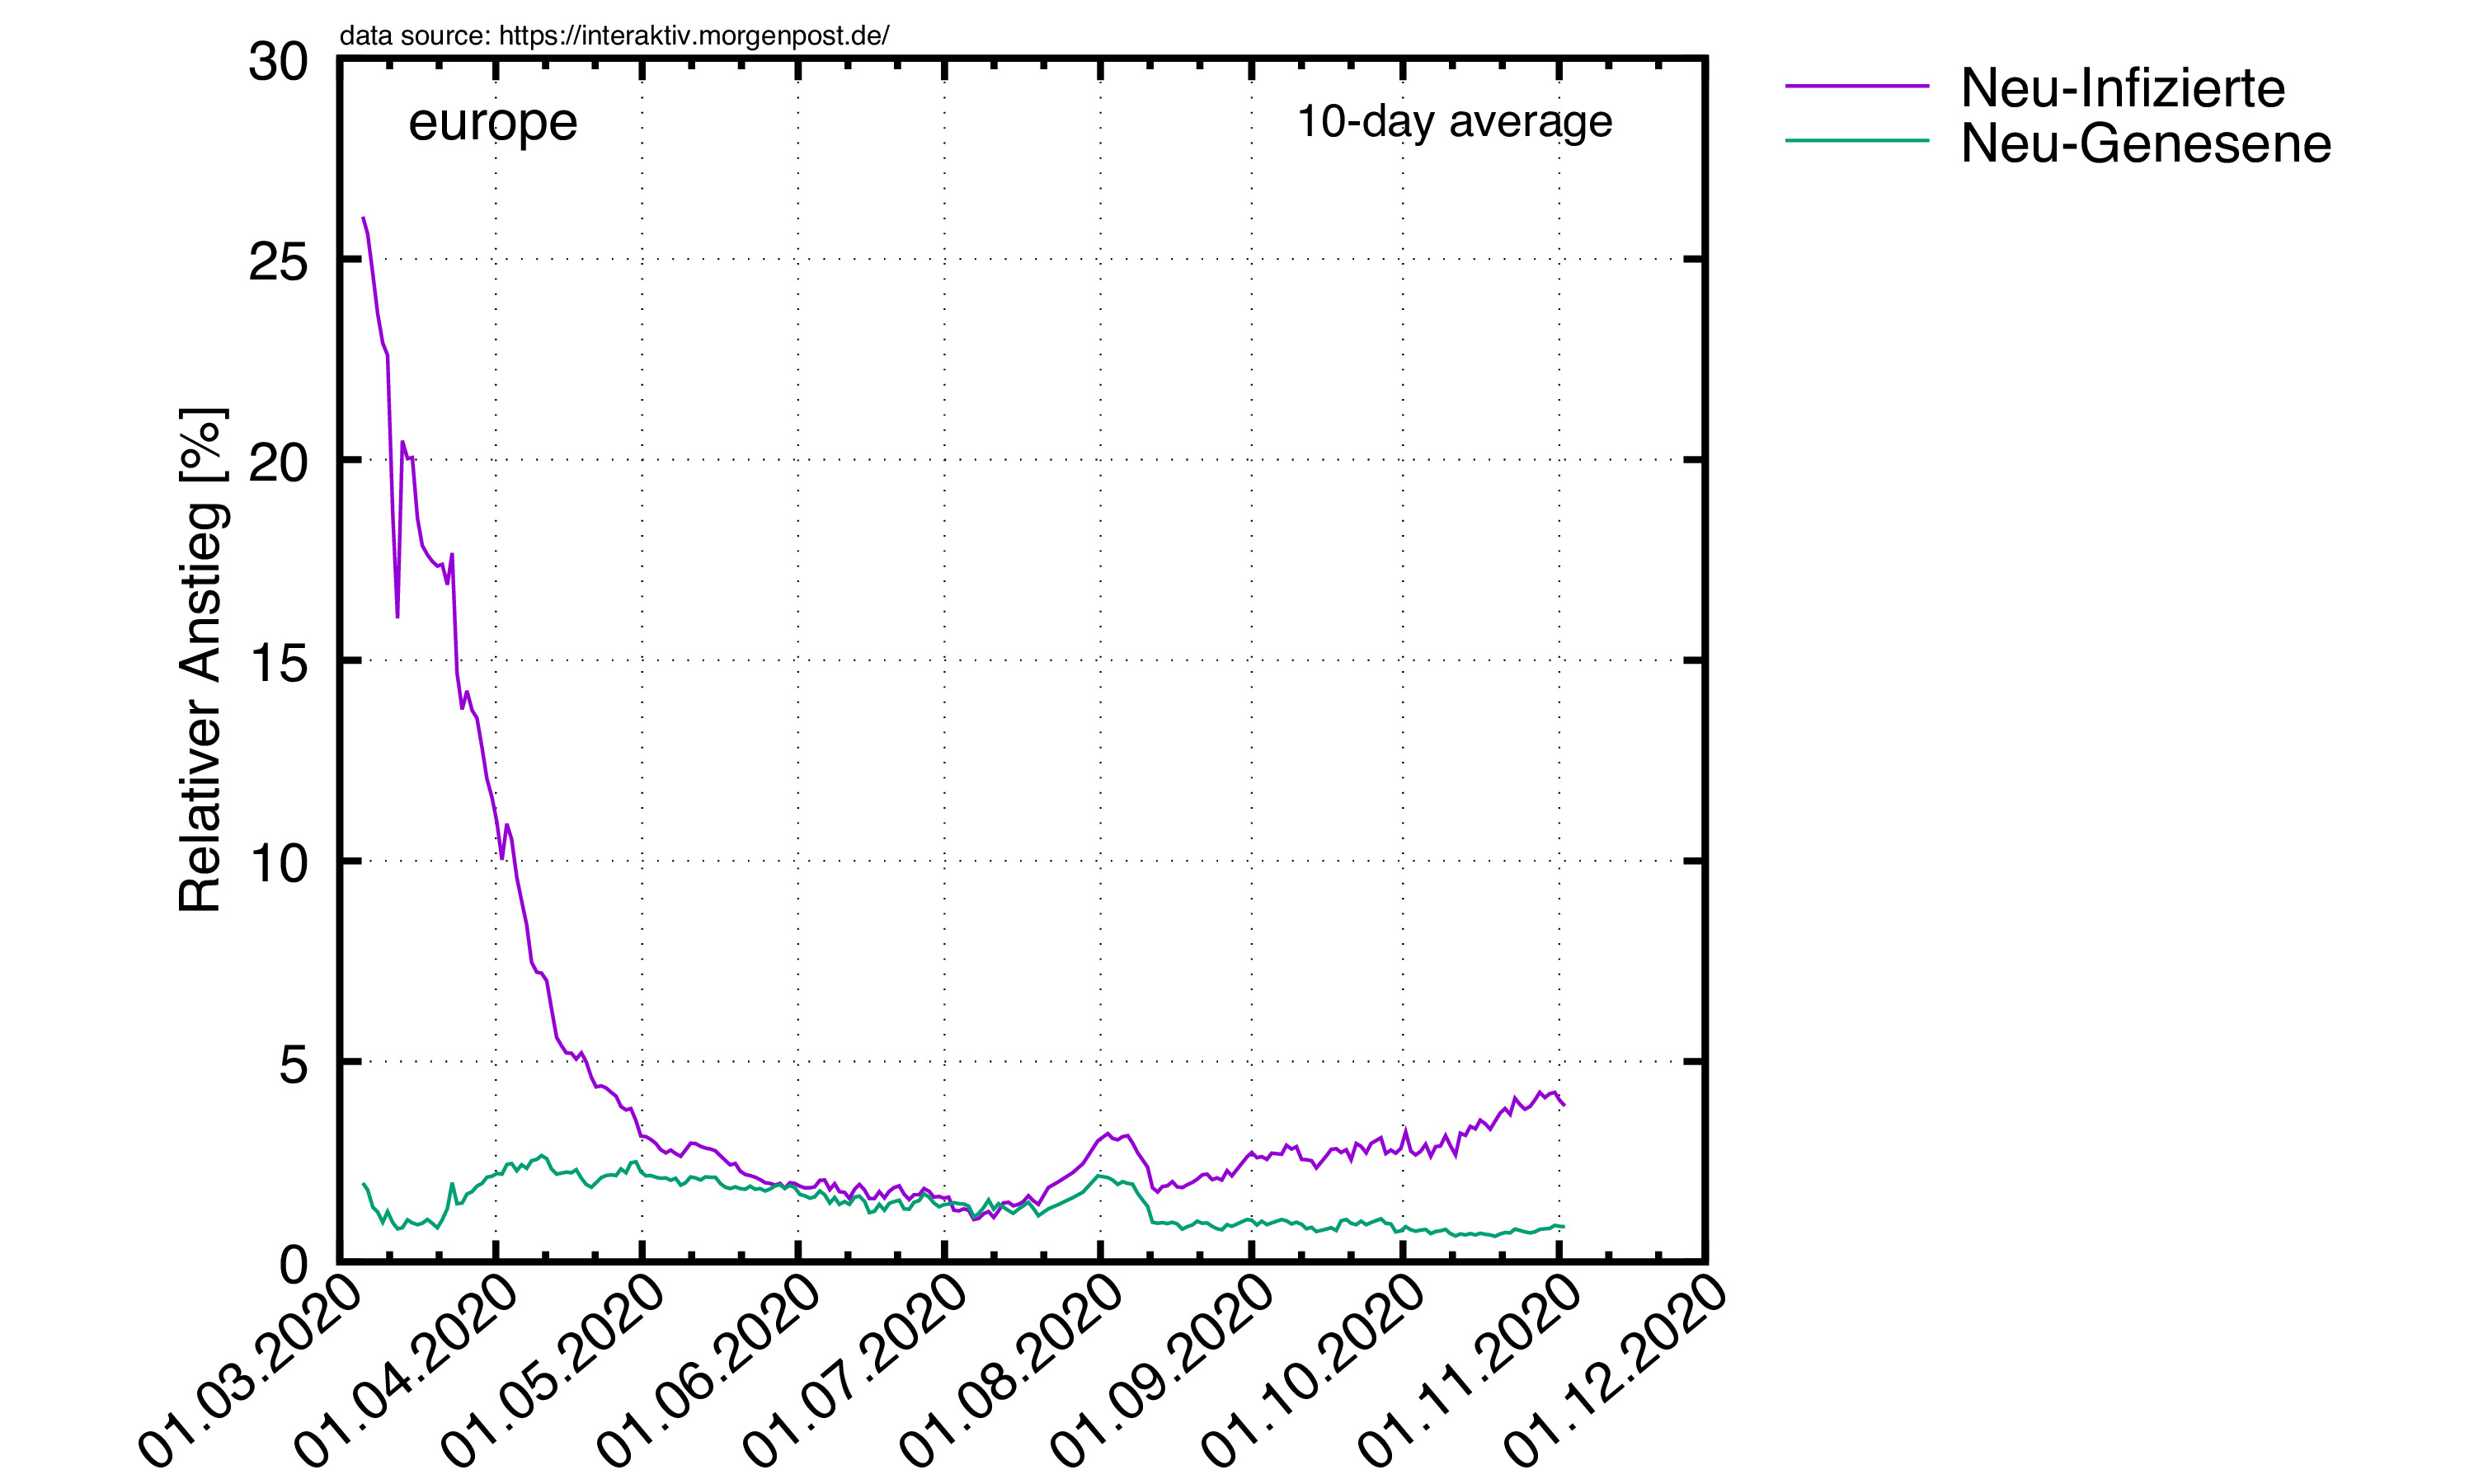 data source: https://interaktiv.morgenpost.de/
europe
10-day average
Neu-Infizierte
Neu-Genesene
Relativer Anstieg [%]
30
25
20
15
10
5
0
01.03.2020
01.04.2020
01.05.2020
01.06.2020
01.07.2020
01.08.2020
01.09.2020
01.10.2020
01.11.2020
01.12.2020